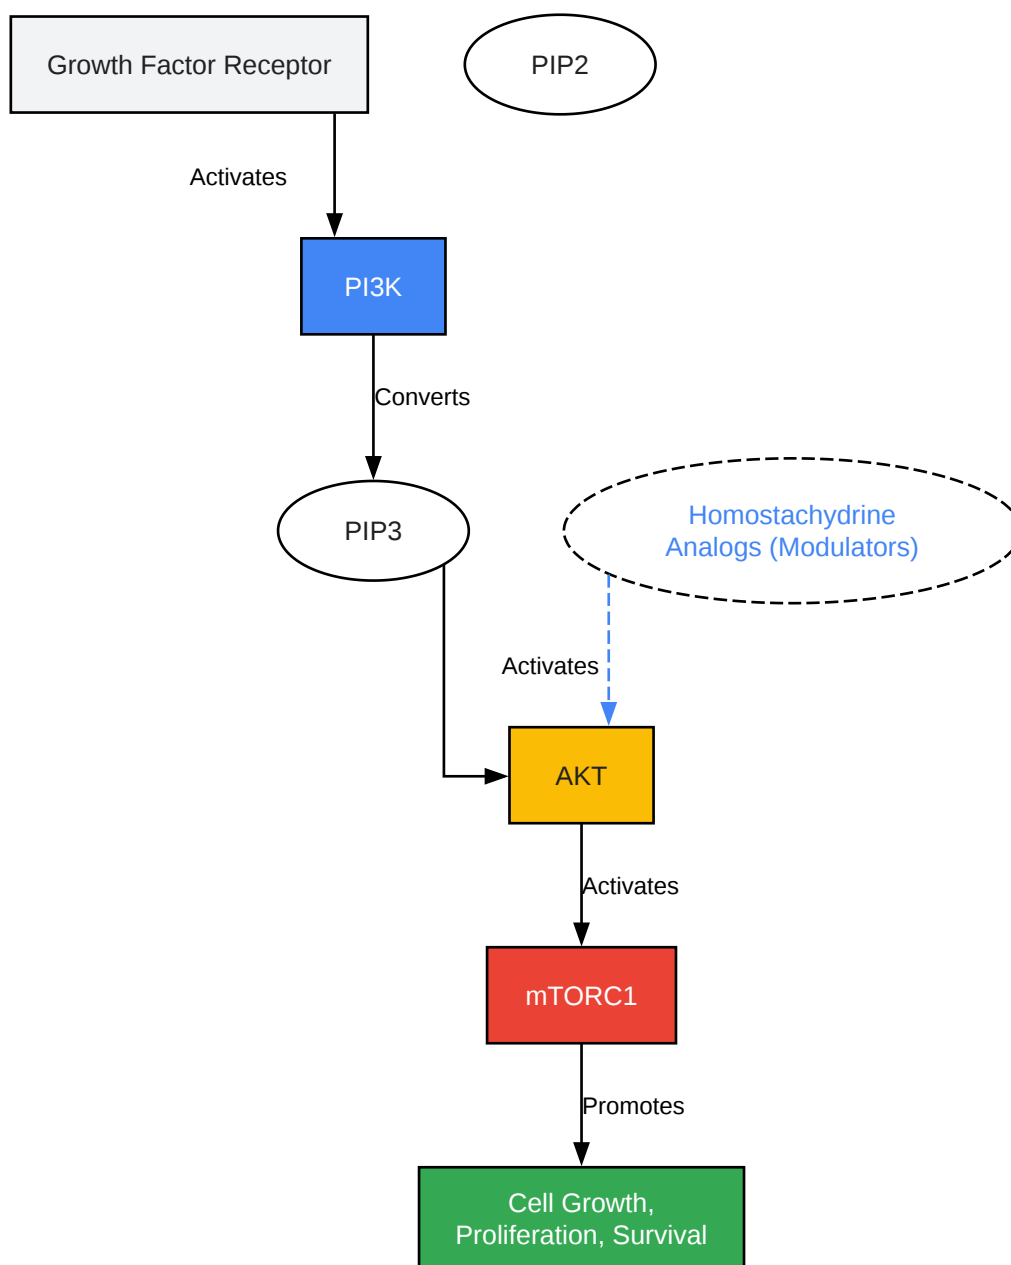 Growth Factor Receptor
PIP2
Activates
PI3K
Converts
PIP3
Homostachydrine
Analogs (Modulators)
Activates
AKT
Activates
mTORC1
Promotes
Cell Growth,
Proliferation, Survival